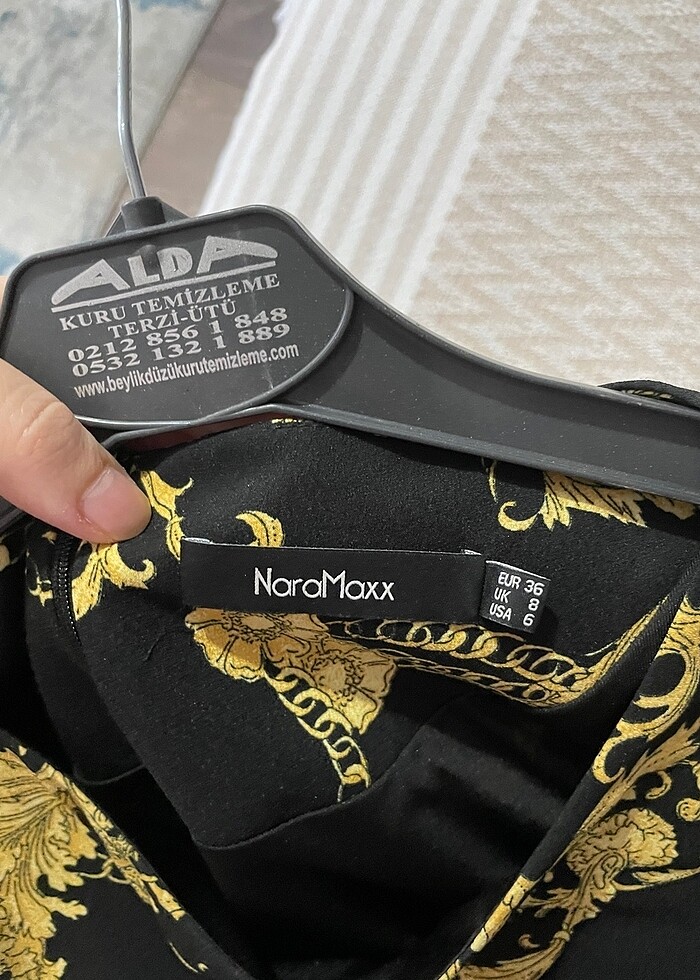 ALDA
KURU TEMİZLEME
TERZİ-ÜTÜ
0212 856 1 848
0532 132 1 889
www.beylikdüzükurutemizleme.com
NaraMaxx
EUR 36
UK 8
USA 6